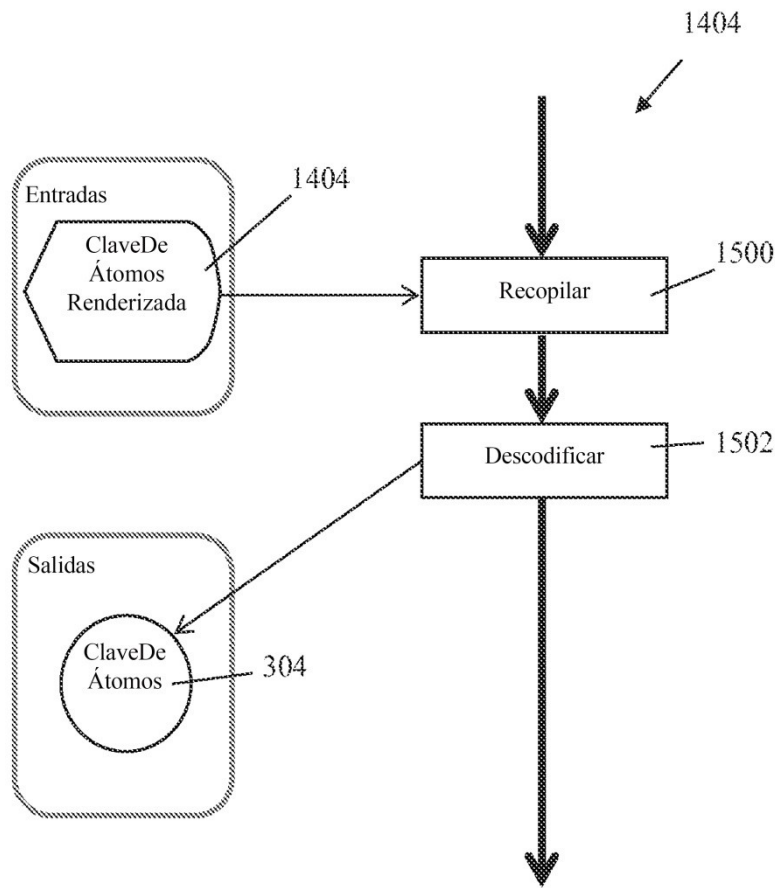 1404
Entradas
1404
ClaveDe
Átomos
Renderizada
Recopilar
1500
Descodificar
1502
Salidas
ClaveDe
Átomos
304